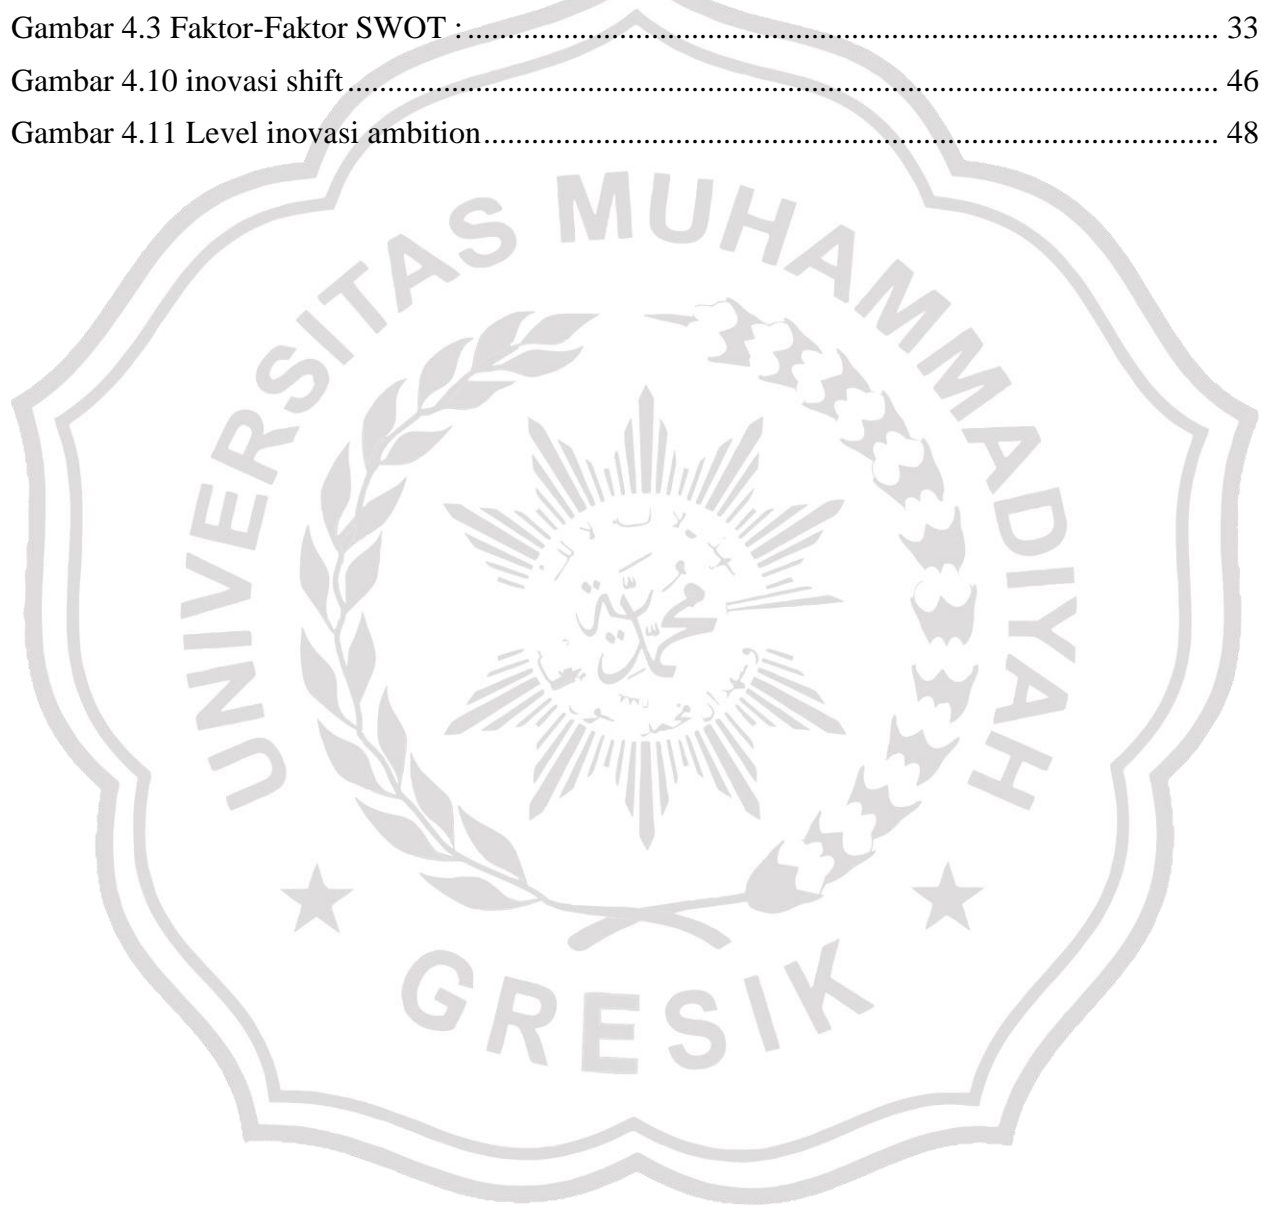 Gambar 4.3 Faktor-Faktor SWOT : ............................................................................................. 33
Gambar 4.10 inovasi shift ............................................................................................................ 46
Gambar 4.11 Level inovasi ambition ........................................................................................... 48
UNIVERSITAS MUHAMMADIYAH
محمدية
GRESIK